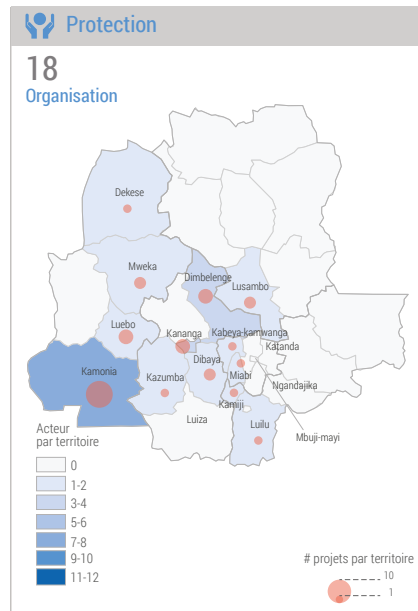 Protection
18
Organisation
Dekese
Mweka
Dimbelenge
Lusambo
Luebo
Kananga
Kabeya-kamwanga
Katanda
Dibaya
Kamonia
Kazumba
Miabi
Ngandajika
Kamiji
Luiza
Luilu
Mbuji-mayi
Acteur
par territoire
0
1-2
3-4
5-6
7-8
9-10
11-12
# projets par territoire
10
1